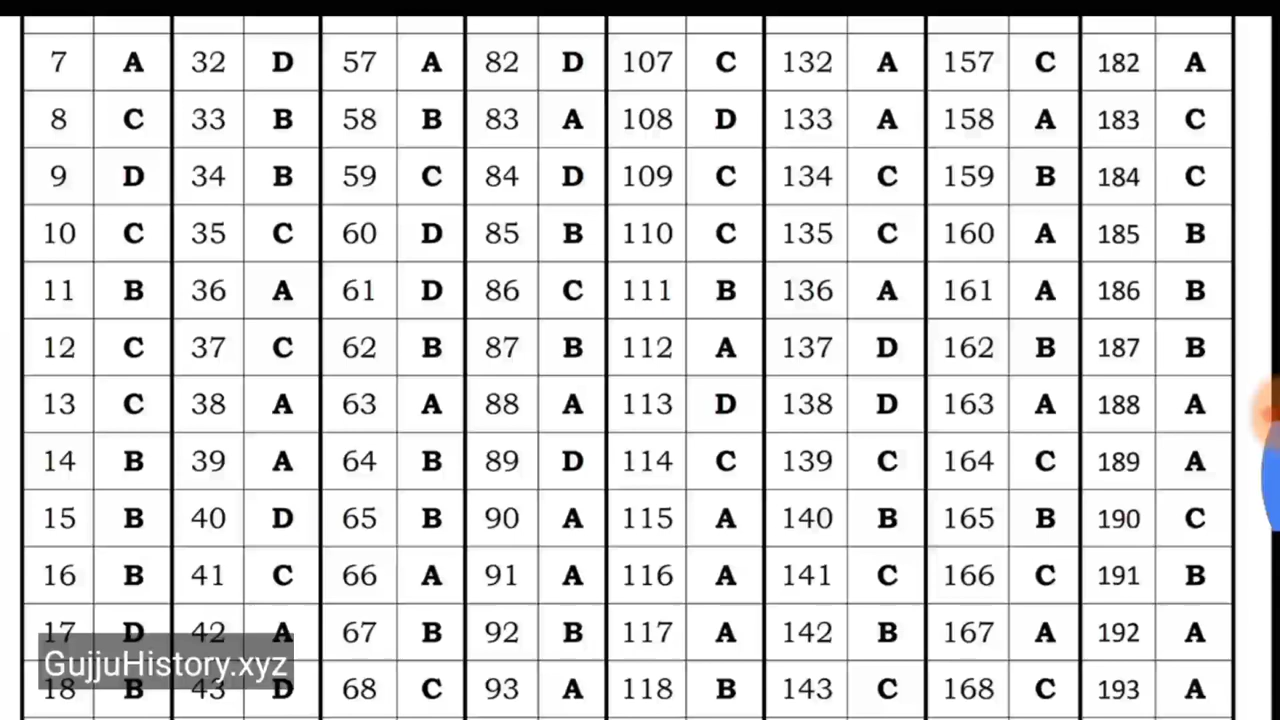 7 A 32 D 57 A 82 D 107 C 132 A 157 C 182 A
8 C 33 B 58 B 83 A 108 D 133 A 158 A 183 C
9 D 34 B 59 C 84 D 109 C 134 C 159 B 184 C
10 C 35 C 60 D 85 B 110 C 135 C 160 A 185 B
11 B 36 A 61 D 86 C 111 B 136 A 161 A 186 B
12 C 37 C 62 B 87 B 112 A 137 D 162 B 187 B
13 C 38 A 63 A 88 A 113 D 138 D 163 A 188 A
14 B 39 A 64 B 89 D 114 C 139 C 164 C 189 A
15 B 40 D 65 B 90 A 115 A 140 B 165 B 190 C
16 B 41 C 66 A 91 A 116 A 141 C 166 C 191 B
17 D 42 A 67 B 92 B 117 A 142 B 167 A 192 A
GujjuHistory.xyz
18 B 43 D 68 C 93 A 118 B 143 C 168 C 193 A